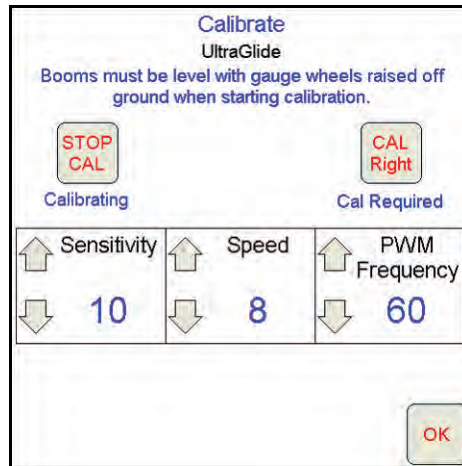 Calibrate
UltraGlide
Booms must be level with gauge wheels raised off
ground when starting calibration.
STOP
CAL
CAL
Right
Calibrating
Cal Required
Sensitivity
10
Speed
8
PWM
Frequency
60
OK